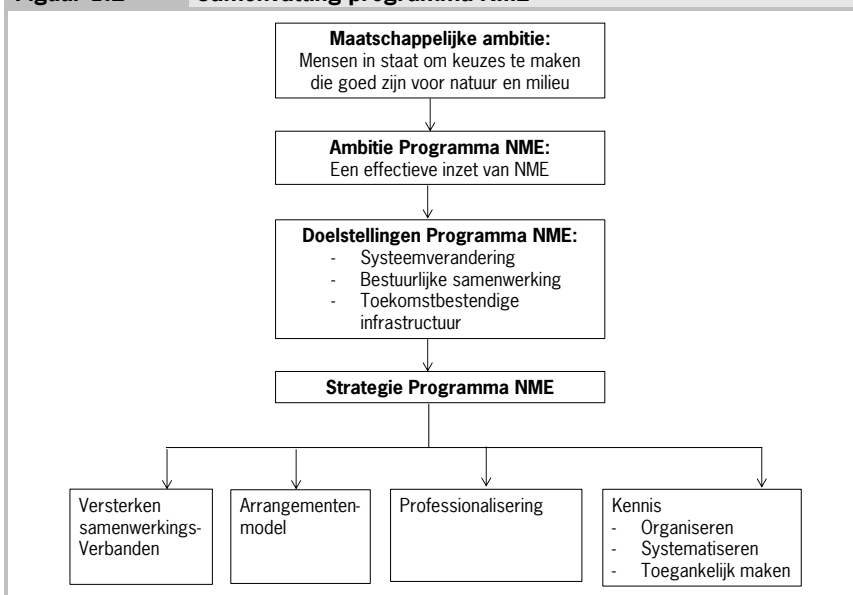 Maatschappelijke ambitie:
Mensen in staat om keuzes te maken
die goed zijn voor natuur en milieu
Ambitie Programma NME:
Een effectieve inzet van NME
Doelstellingen Programma NME:
- Systeemverandering
- Bestuurlijke samenwerking
- Toekomstbestendige
infrastructuur
Strategie Programma NME
Versterken
samenwerkings-
Verbanden
Arrangementen-
model
Professionalisering
Kennis
- Organiseren
- Systematiseren
- Toegankelijk maken